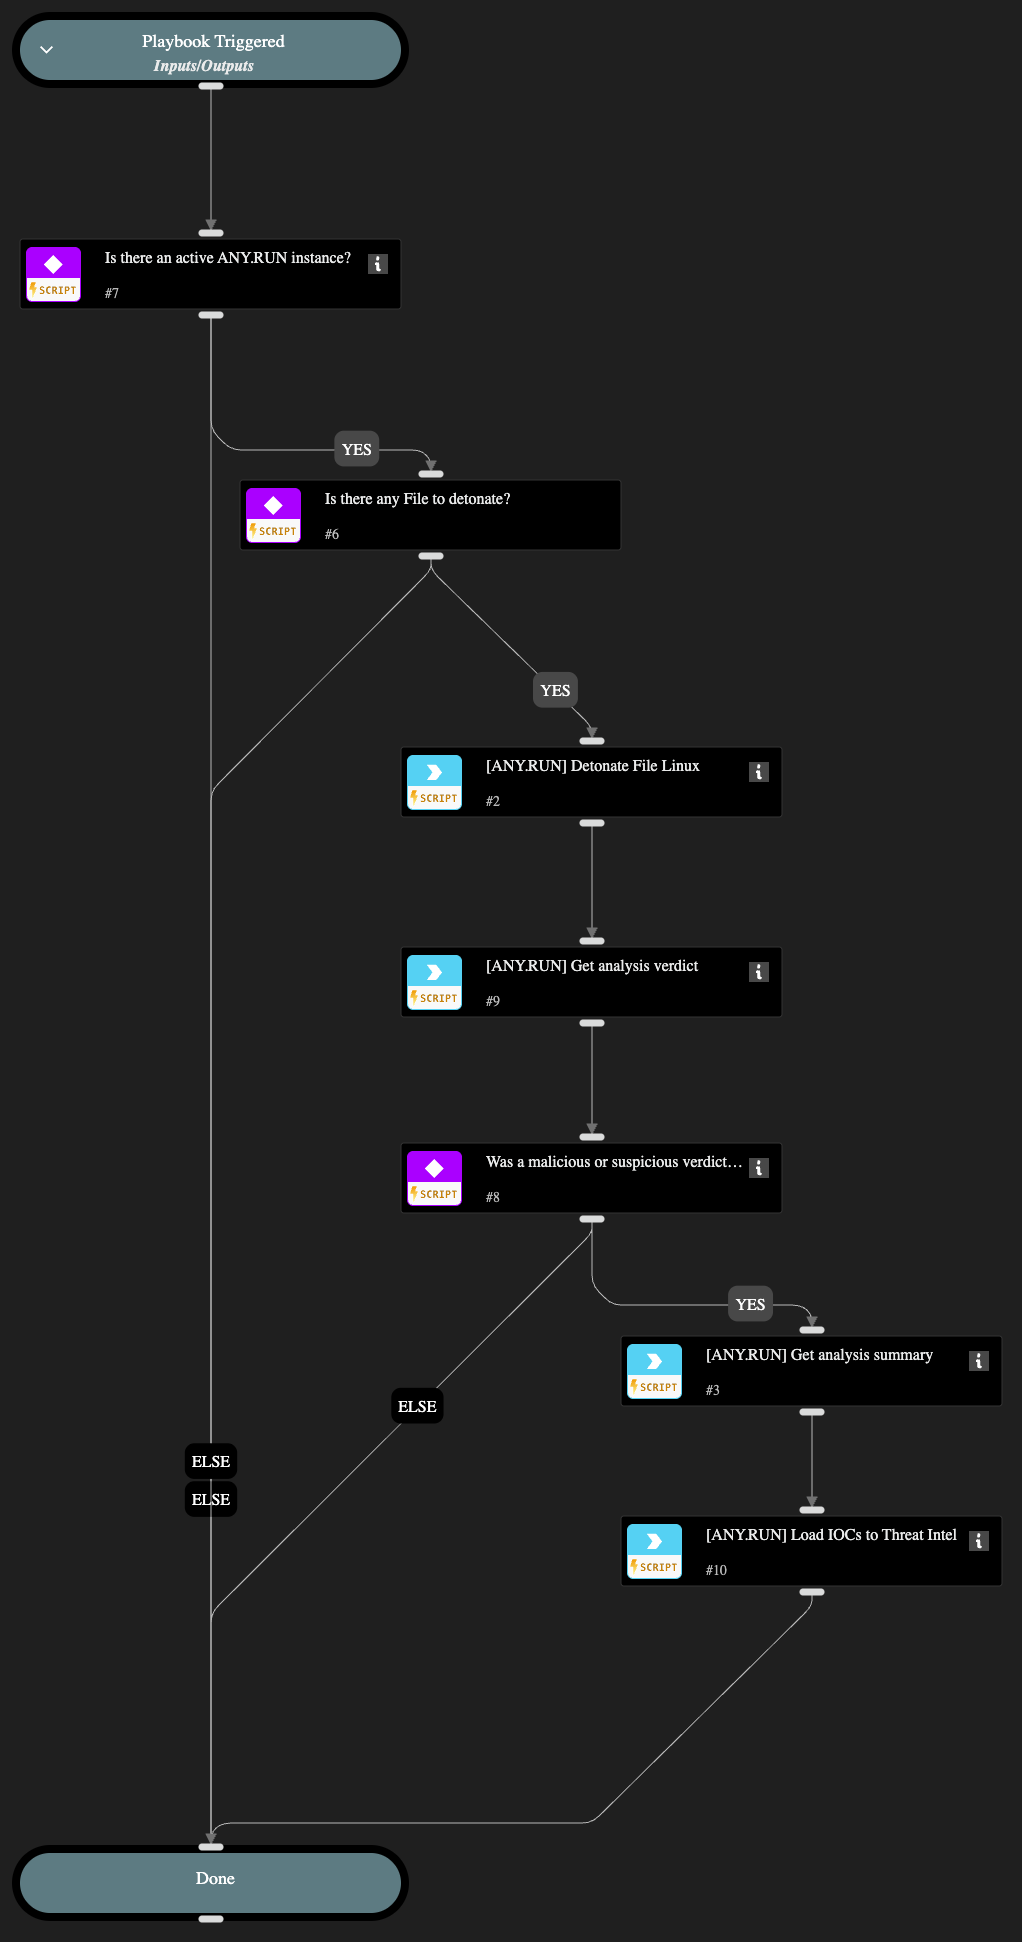 Playbook Triggered
Inputs/Outputs
Is there an active ANY.RUN instance?
SCRIPT
#7
YES
Is there any File to detonate?
SCRIPT
#6
YES
[ANY.RUN] Detonate File Linux
SCRIPT
#2
[ANY.RUN] Get analysis verdict
SCRIPT
#9
Was a malicious or suspicious verdict…
SCRIPT
#8
YES
[ANY.RUN] Get analysis summary
SCRIPT
#3
ELSE
ELSE
ELSE
[ANY.RUN] Load IOCs to Threat Intel
SCRIPT
#10
Done